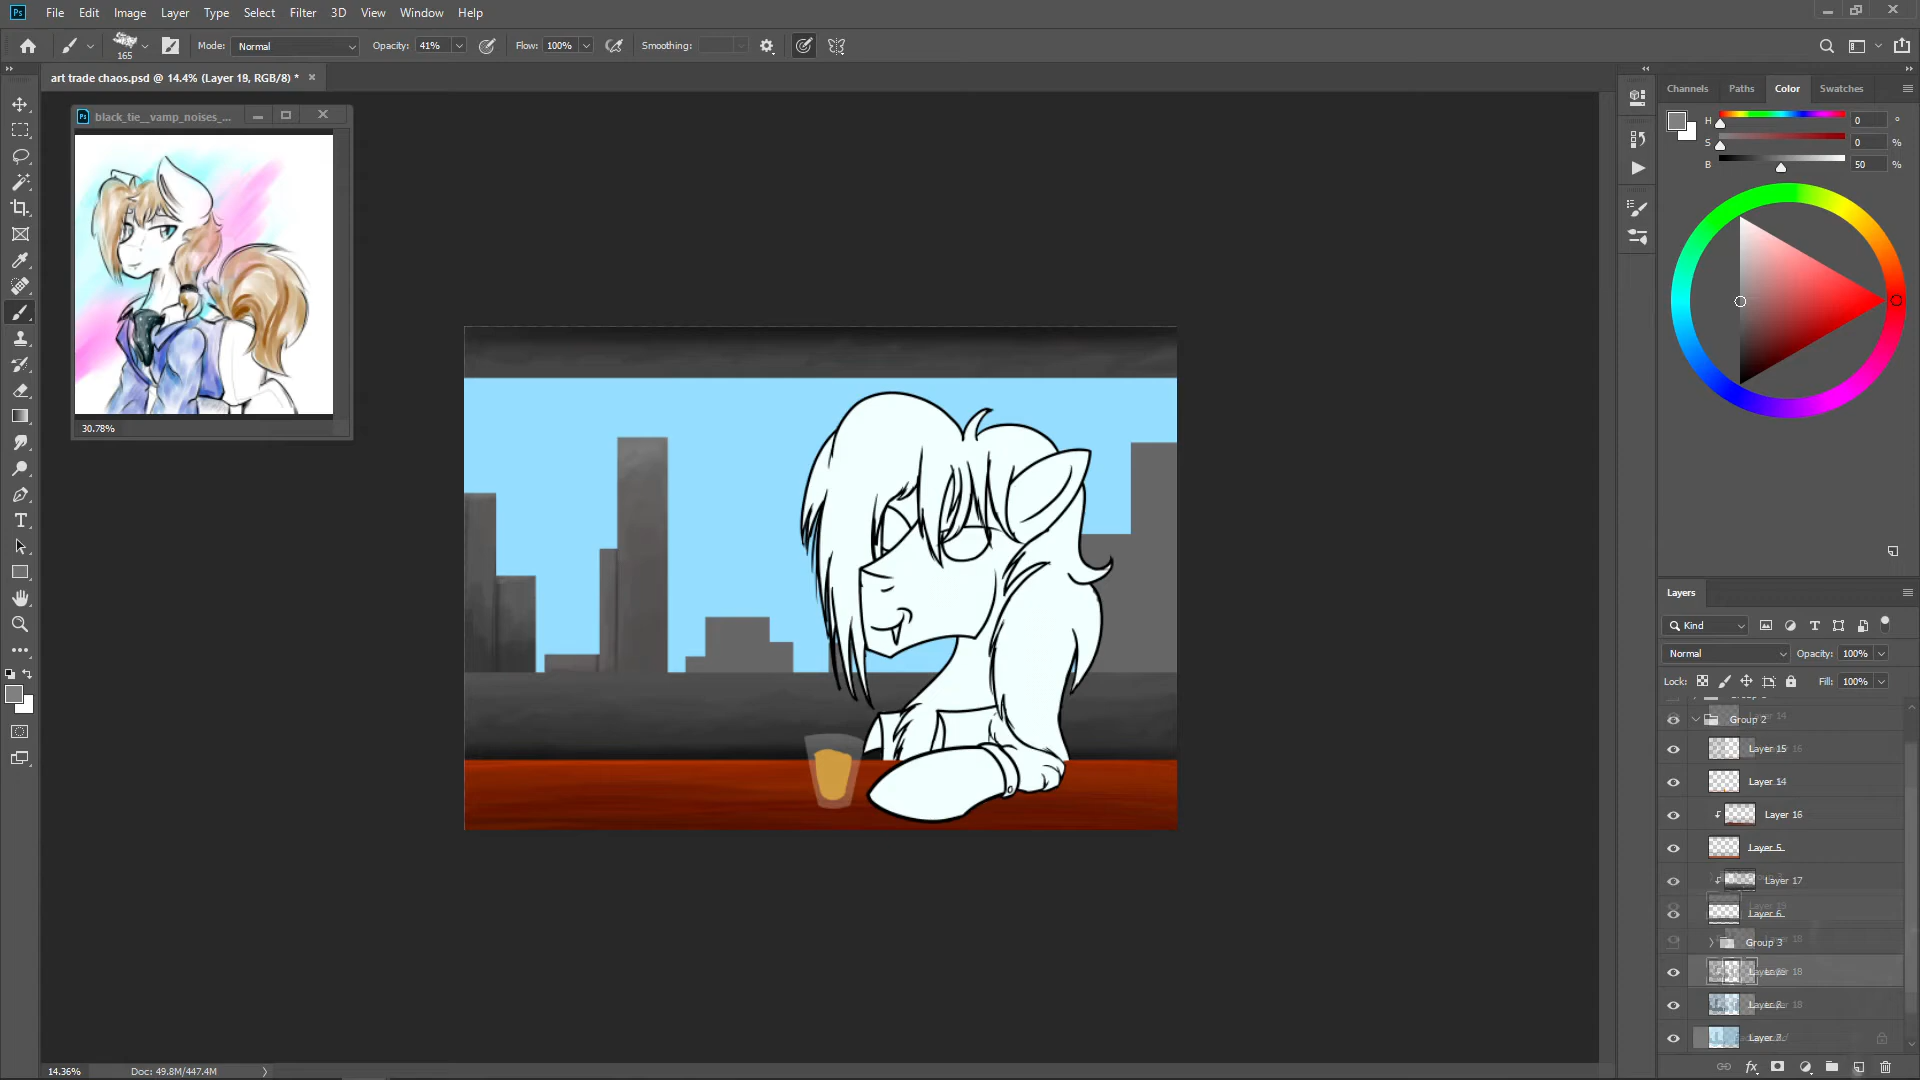 Ps File Edit Image Layer Type Select Filter 3D View Window Help
165 Mode: Normal Opacity: 41% Flow: 100% Smoothing:
art trade chaos.psd @ 14.4% (Layer 19, RGB/8) *
black_tie__vamp_noises_...
30.78%
Channels Paths Color Swatches
H 0 °
S 0 %
B 50 %
Layers
Kind
Normal Opacity: 100%
Lock: Fill: 100%
Group 2
Layer 15
Layer 14
Layer 16
Layer 5
Layer 17
Layer 6
Group 3
14.36% Doc: 49.8M/447.4M